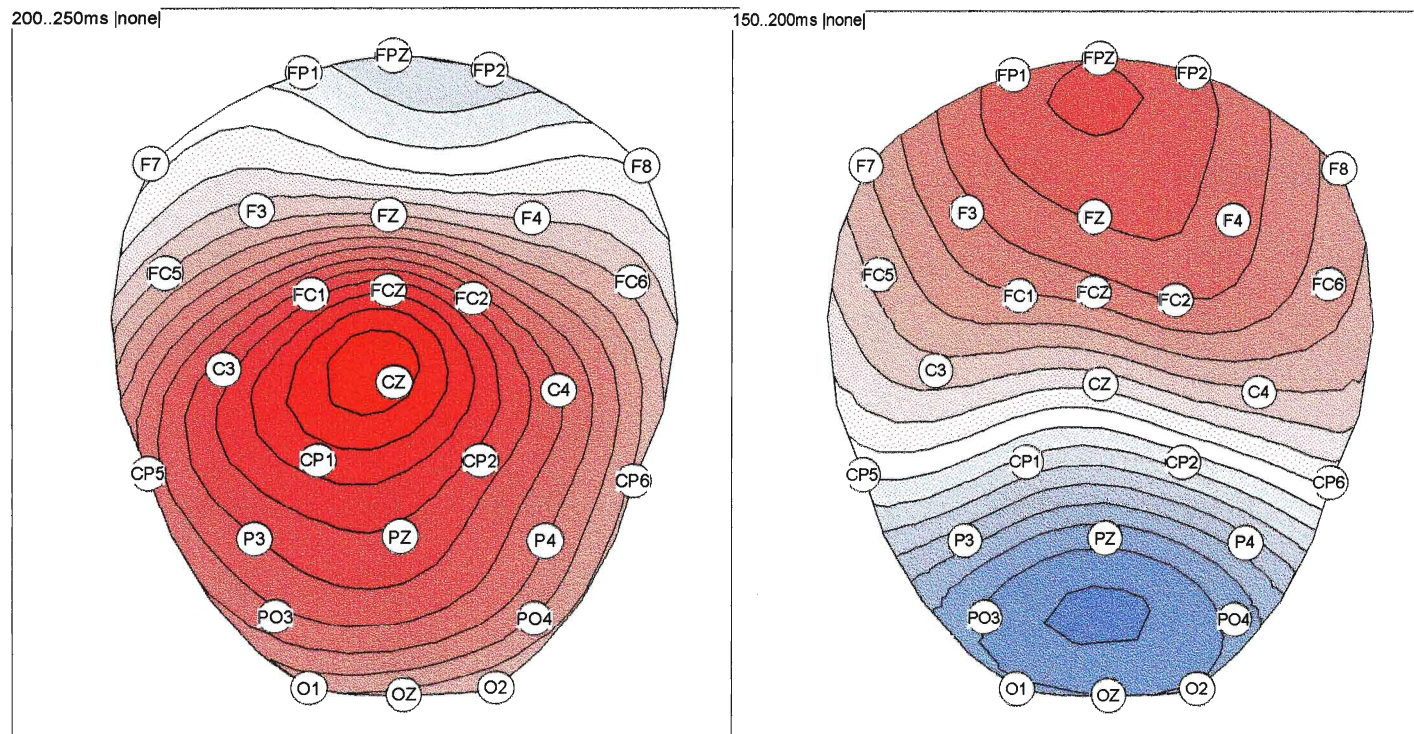 200..250ms |none|
FP1 FPZ FP2
F7 F8
F3 FZ F4
FC5 FC6
FC1 FCZ FC2
C3 CZ C4
CP5 CP1 CP2 CP6
P3 PZ P4
PO3 PO4
O1 OZ O2
150..200ms |none|
FP1 FPZ FP2
F7 F8
F3 FZ F4
FC5 FC6
FC1 FCZ FC2
C3 CZ C4
CP5 CP1 CP2 CP6
P3 PZ P4
PO3 PO4
O1 OZ O2